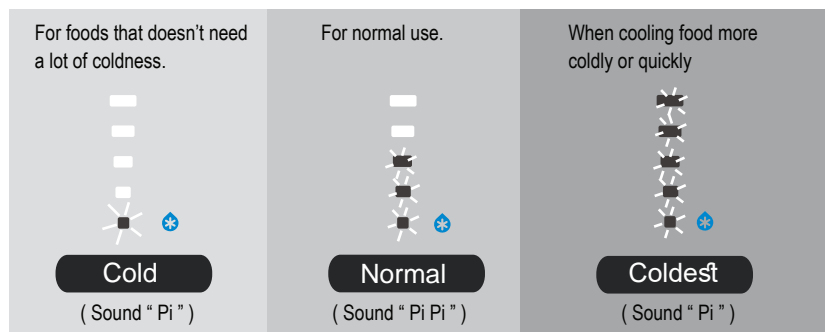 For foods that doesn’t need
a lot of coldness.
Cold
( Sound “ Pi ” )
For normal use.
Normal
( Sound “ Pi Pi ” )
When cooling food more
coldly or quickly
Coldest
( Sound “ Pi ” )